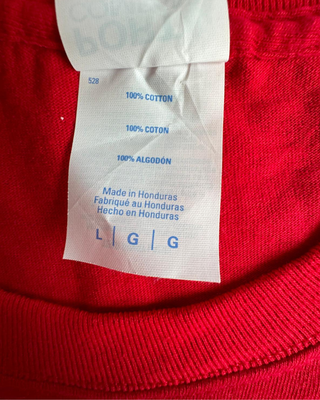 528
100% COTTON
100% COTON
100% ALGODÓN
Made in Honduras
Fabriqué au Honduras
Hecho en Honduras
L | G | G